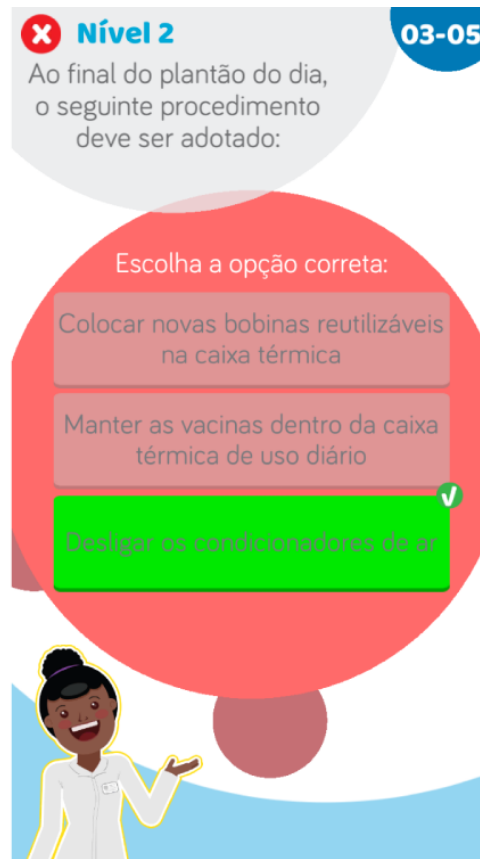 Nível 2
03-05
Ao final do plantão do dia,
o seguinte procedimento
deve ser adotado:
Escolha a opção correta:
Colocar novas bobinas reutilizáveis
na caixa térmica
Manter as vacinas dentro da caixa
térmica de uso diário
Desligar os condicionadores de ar